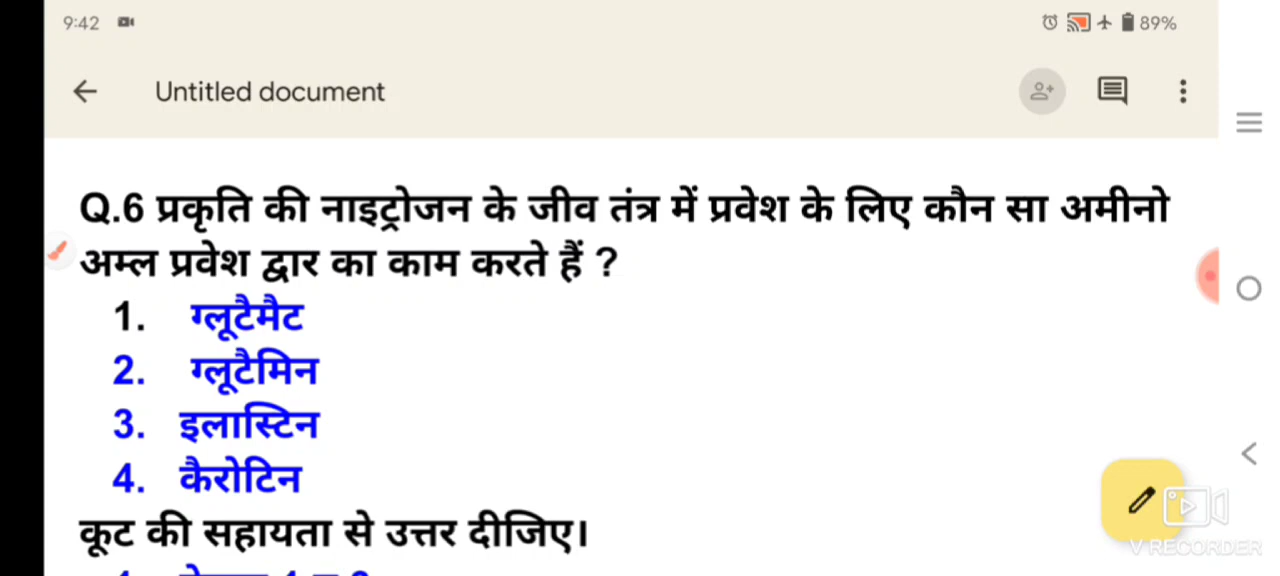 9:42
89%
Untitled document
Q.6 प्रकृति की नाइट्रोजन के जीव तंत्र में प्रवेश के लिए कौन सा अमीनो
अम्ल प्रवेश द्वार का काम करते हैं ?
1. ग्लूटैमैट
2. ग्लूटैमिन
3. इलास्टिन
4. कैरोटिन
कूट की सहायता से उत्तर दीजिए।
V RECORDER